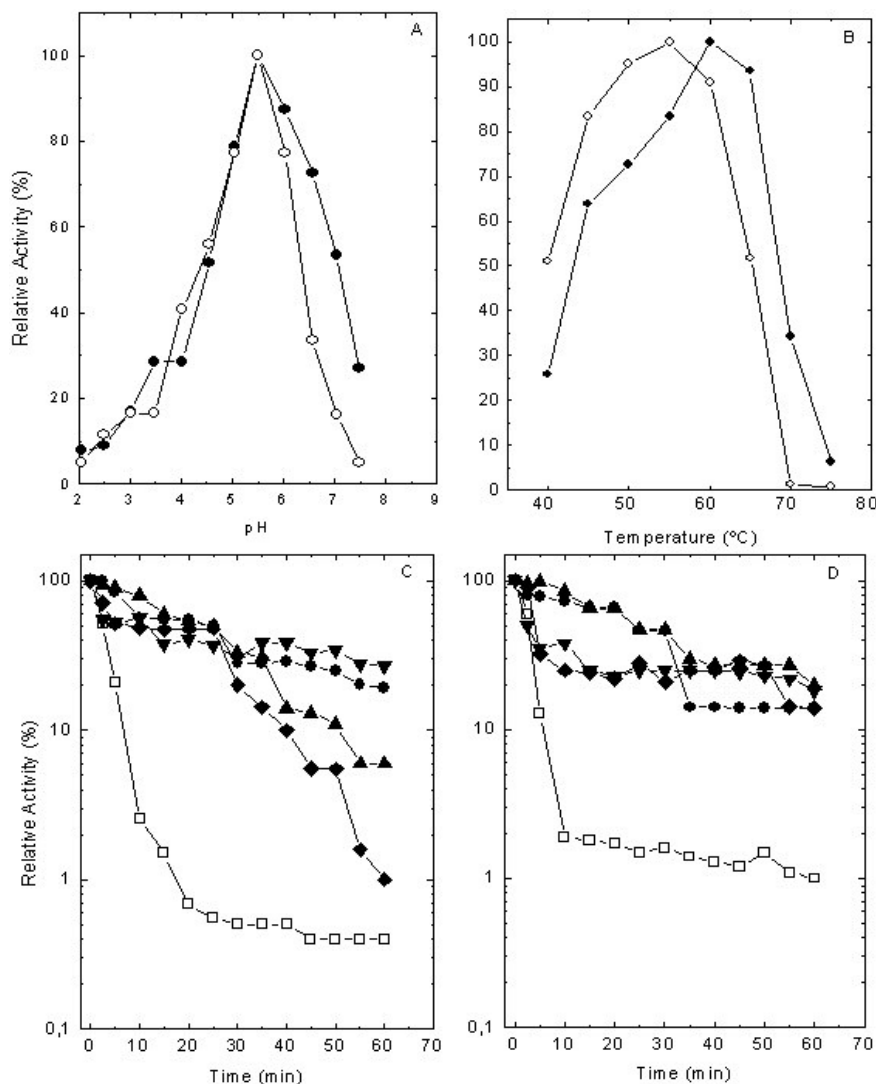 A
Relative Activity (%)
100
80
60
40
20
0
2 3 4 5 6 7 8 9
pH
B
100
90
80
70
60
50
40
30
20
10
0
40 50 60 70 80
Temperature (ºC)
C
Relative Activity (%)
100
10
1
0,1
0 10 20 30 40 50 60 70
Time (min)
D
Relative Activity (%)
100
10
1
0,1
0 10 20 30 40 50 60 70
Time (min)